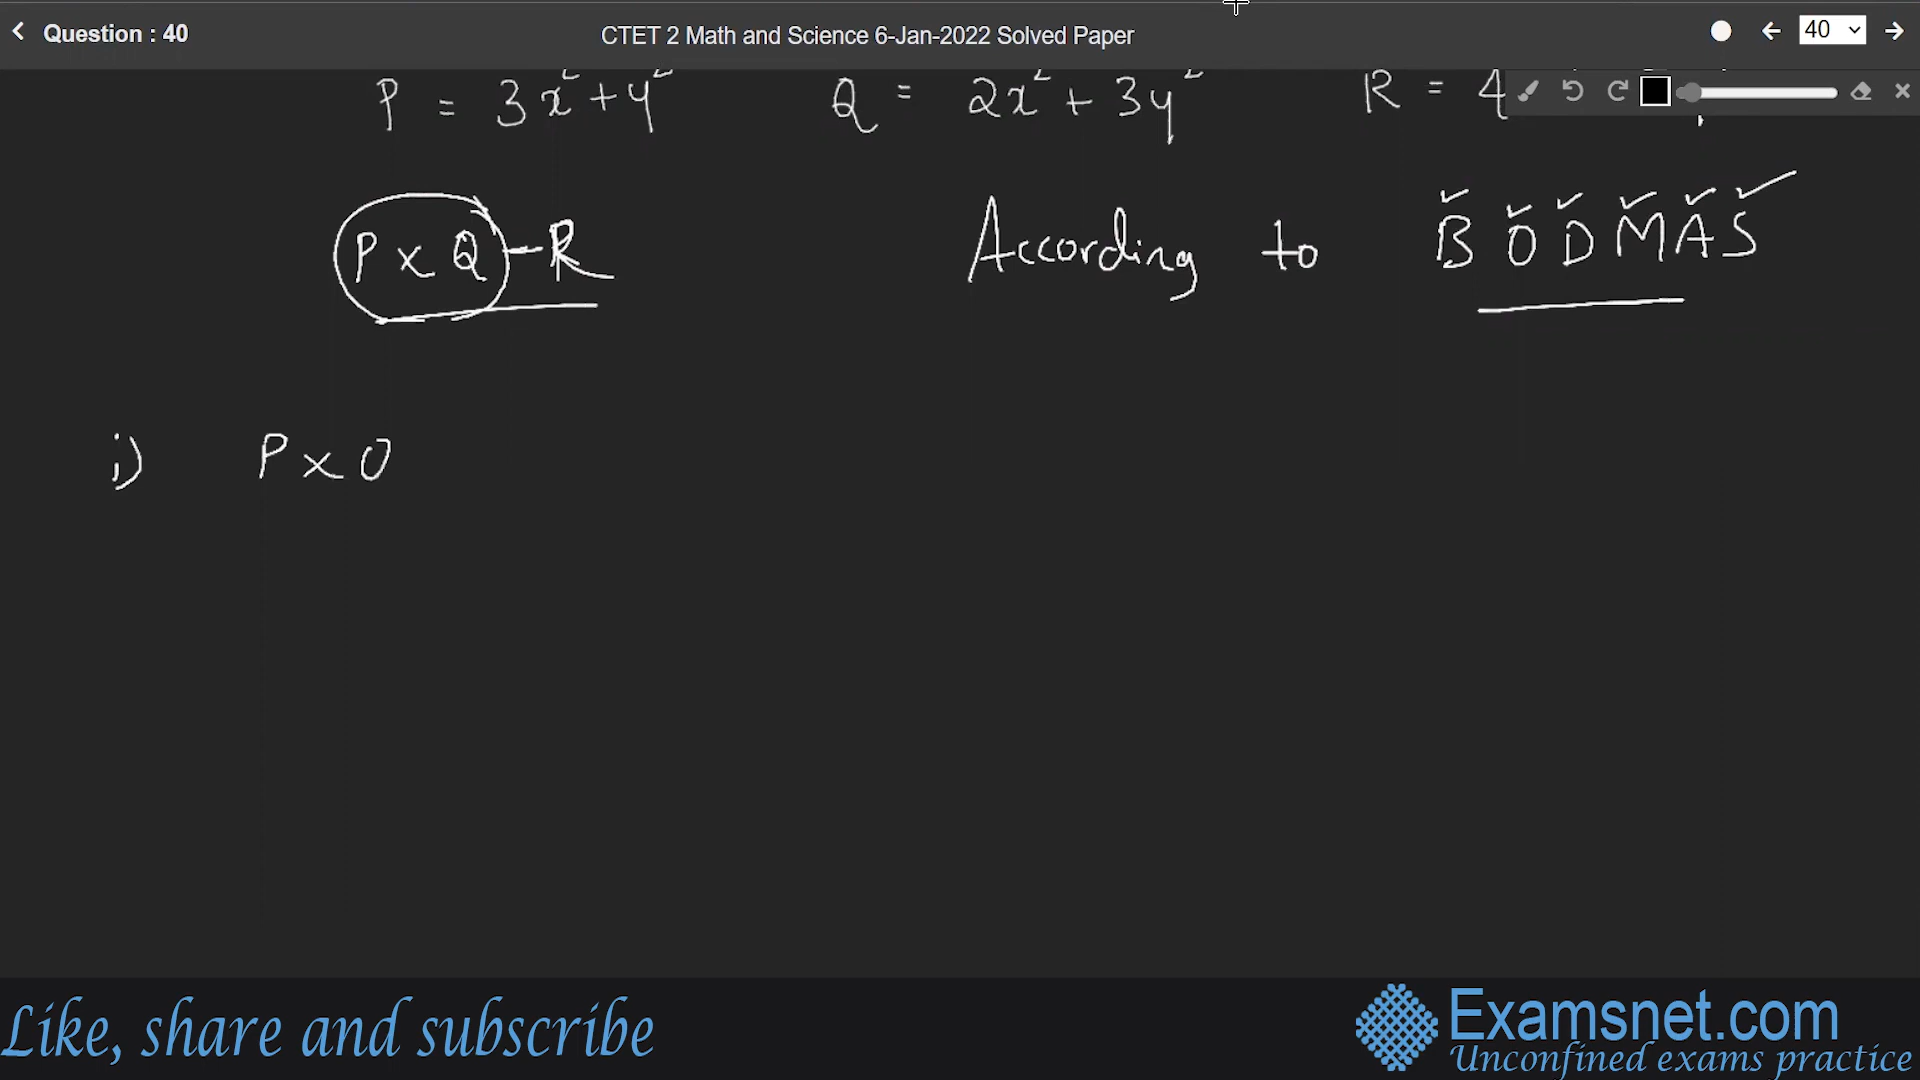 Question : 40
CTET 2 Math and Science 6-Jan-2022 Solved Paper
40
P = 3x² + y² Q = 2x² + 3y² R = 4
P x Q - R According to BODMAS
i) P x O
Like, share and subscribe
Examsnet.com
Unconfined exams practice